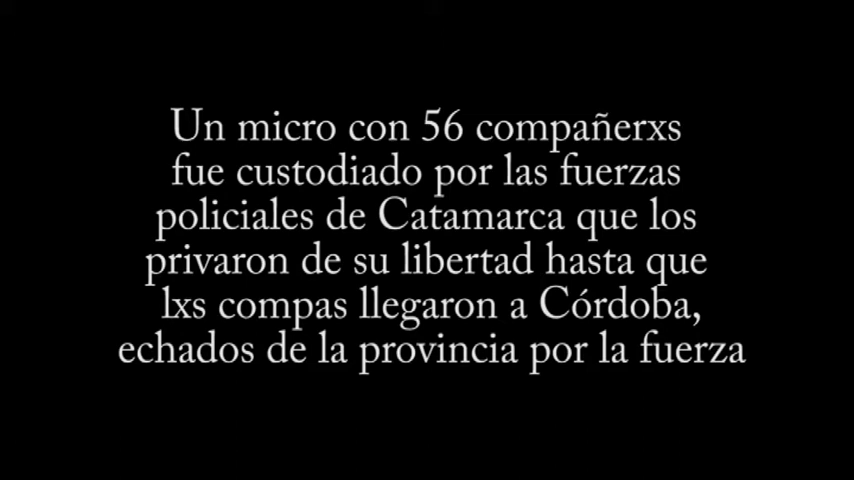 Un micro con 56 compañerxs
fue custodiado por las fuerzas
policiales de Catamarca que los
privaron de su libertad hasta que
lxs compas llegaron a Córdoba,
echados de la provincia por la fuerza